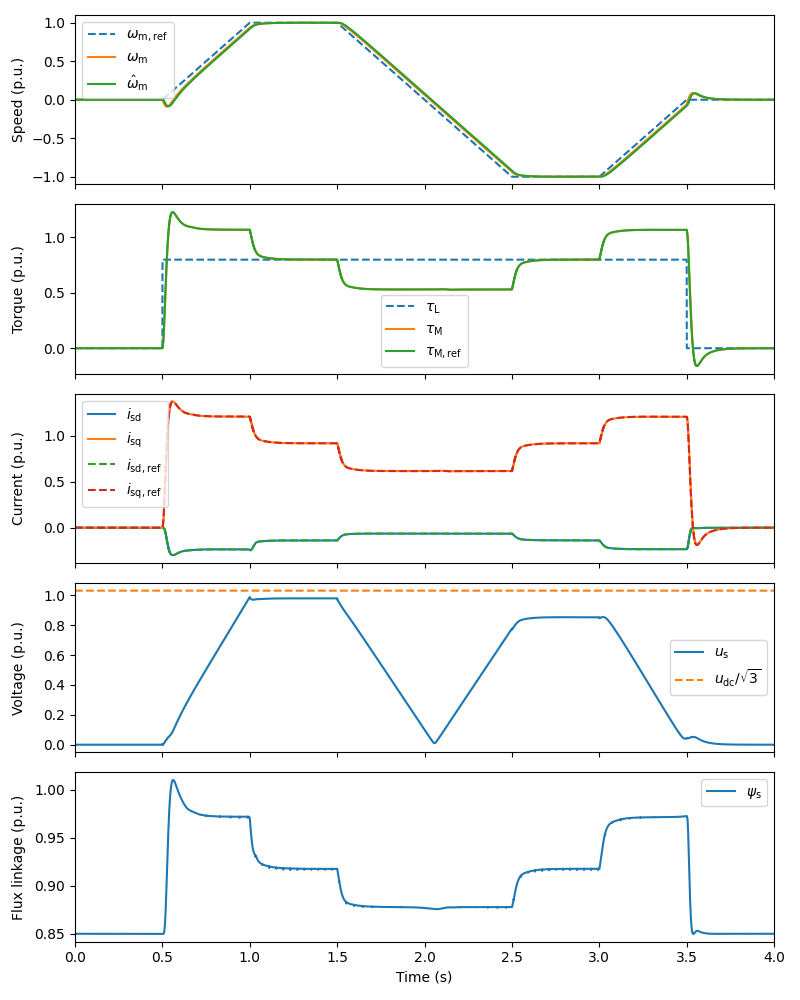 1.0
0.5
0.0
−0.5
−1.0
Speed (p.u.)
ω_m,ref
ω_m
ω̂_m
1.0
0.5
0.0
Torque (p.u.)
τ_L
τ_M
τ_M,ref
1.0
0.5
0.0
Current (p.u.)
i_sd
i_sq
i_sd,ref
i_sq,ref
1.0
0.8
0.6
0.4
0.2
0.0
Voltage (p.u.)
u_s
u_dc/√3
1.00
0.95
0.90
0.85
Flux linkage (p.u.)
ψ_s
0.0 0.5 1.0 1.5 2.0 2.5 3.0 3.5 4.0
Time (s)